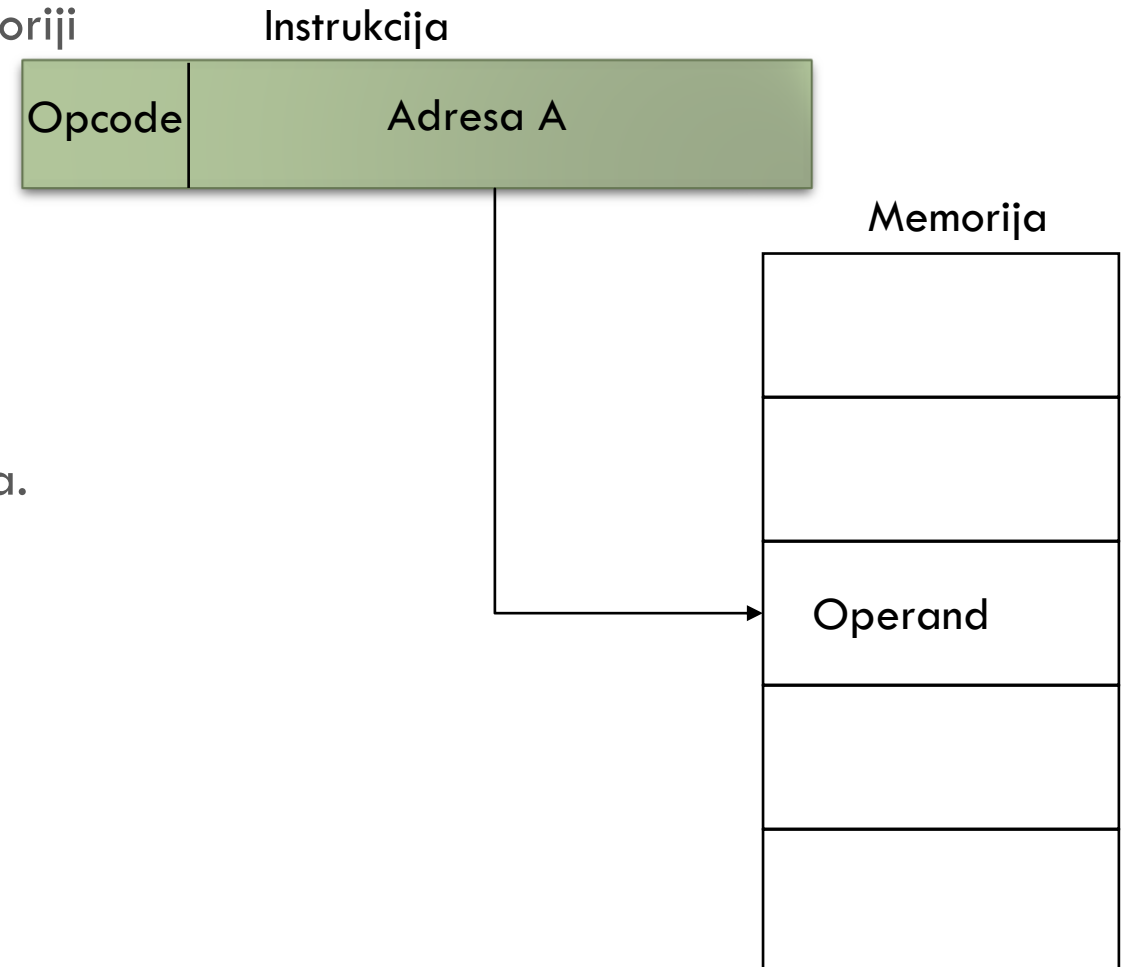 oriji
Instrukcija
Opcode
Adresa A
Memorija
a.
Operand